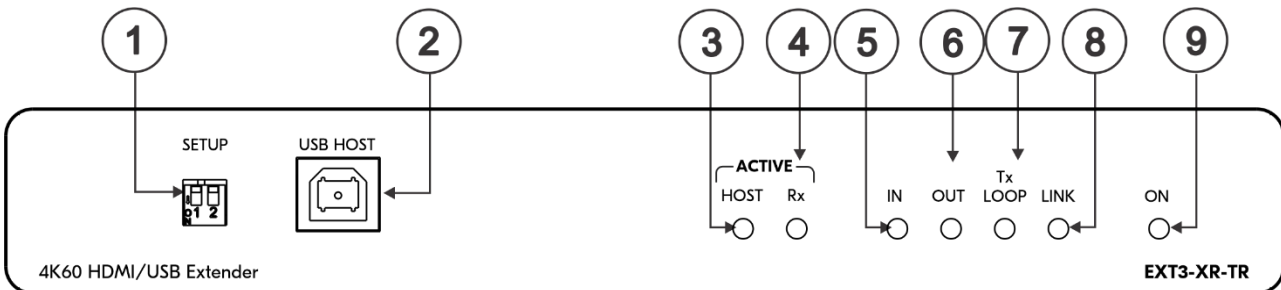 1 2 3 4 5 6 7 8 9
SETUP USB HOST ACTIVE Tx
HOST Rx IN OUT LOOP LINK ON
ON
1 2
4K60 HDMI/USB Extender EXT3-XR-TR